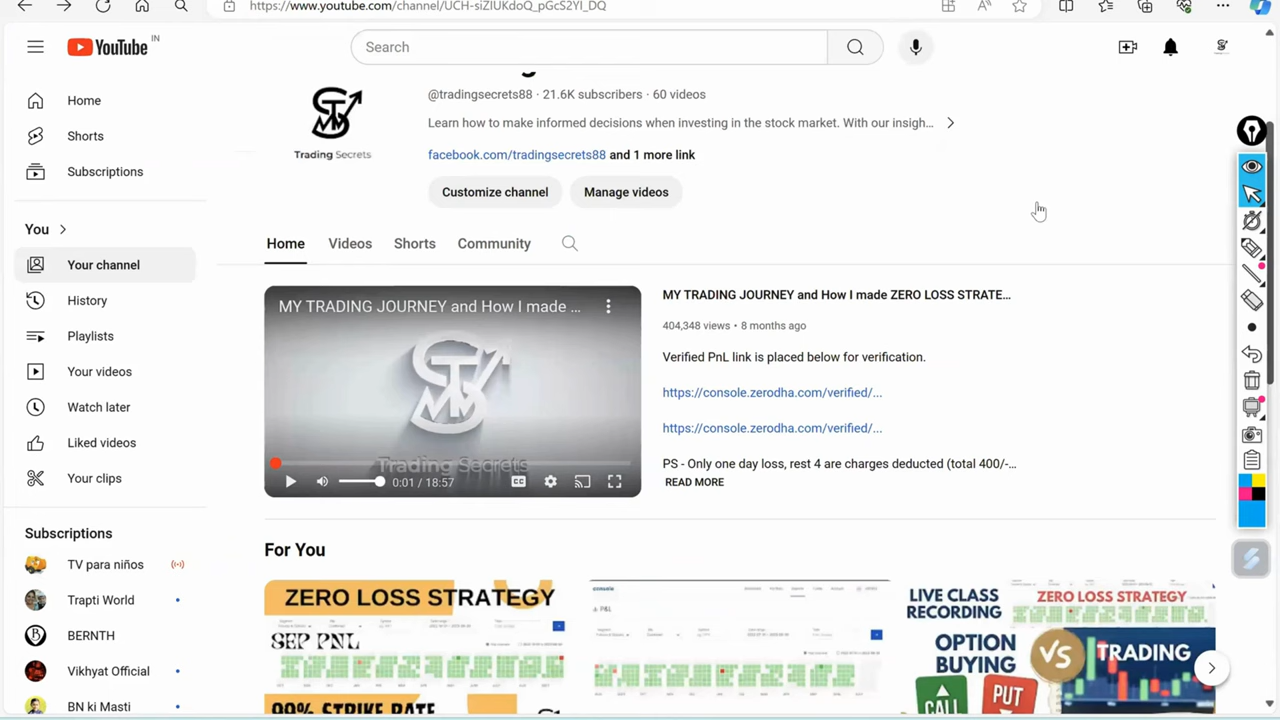 https://www.youtube.com/channel/UCH-siZIUKdoQ_pGcS2YI_DQ
YouTube IN
Search
Home
Shorts
Subscriptions
You
Your channel
History
Playlists
Your videos
Watch later
Liked videos
Your clips
Subscriptions
TV para niños
Trapti World
BERNTH
Vikhyat Official
BN ki Masti
Trading Secrets
@tradingsecrets88 · 21.6K subscribers · 60 videos
Learn how to make informed decisions when investing in the stock market. With our insigh...
facebook.com/tradingsecrets88 and 1 more link
Customize channel Manage videos
Home Videos Shorts Community
MY TRADING JOURNEY and How I made ...
Trading Secrets
0:01 / 18:57
CC
MY TRADING JOURNEY and How I made ZERO LOSS STRATE...
404,348 views • 8 months ago
Verified PnL link is placed below for verification.
https://console.zerodha.com/verified/...
https://console.zerodha.com/verified/...
PS - Only one day loss, rest 4 are charges deducted (total 400/-...
READ MORE
For You
ZERO LOSS STRATEGY
SEP PNL
99% STRIKE RATE
console
P&L
LIVE CLASS
RECORDING
ZERO LOSS STRATEGY
OPTION
BUYING
VS
TRADING
CALL
PUT